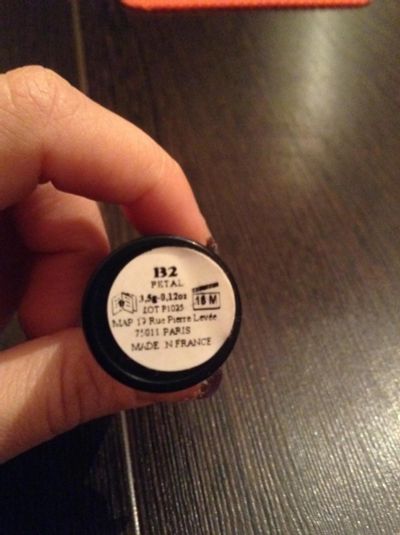 B2
PETAL
3,5g-0,12oz
LOT P1025
18 M
MAP 19 Rue Pierre Levée
75011 PARIS
MADE IN FRANCE